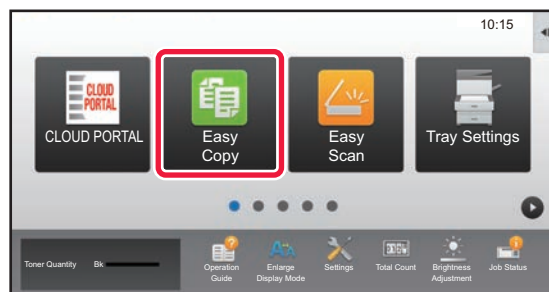 10:15
CLOUD
PORTAL
CLOUD PORTAL
Easy
Copy
Easy
Scan
Tray Settings
Toner Quantity Bk
Operation
Guide
Enlarge
Display Mode
Settings
Total Count
Brightness
Adjustment
Job Status